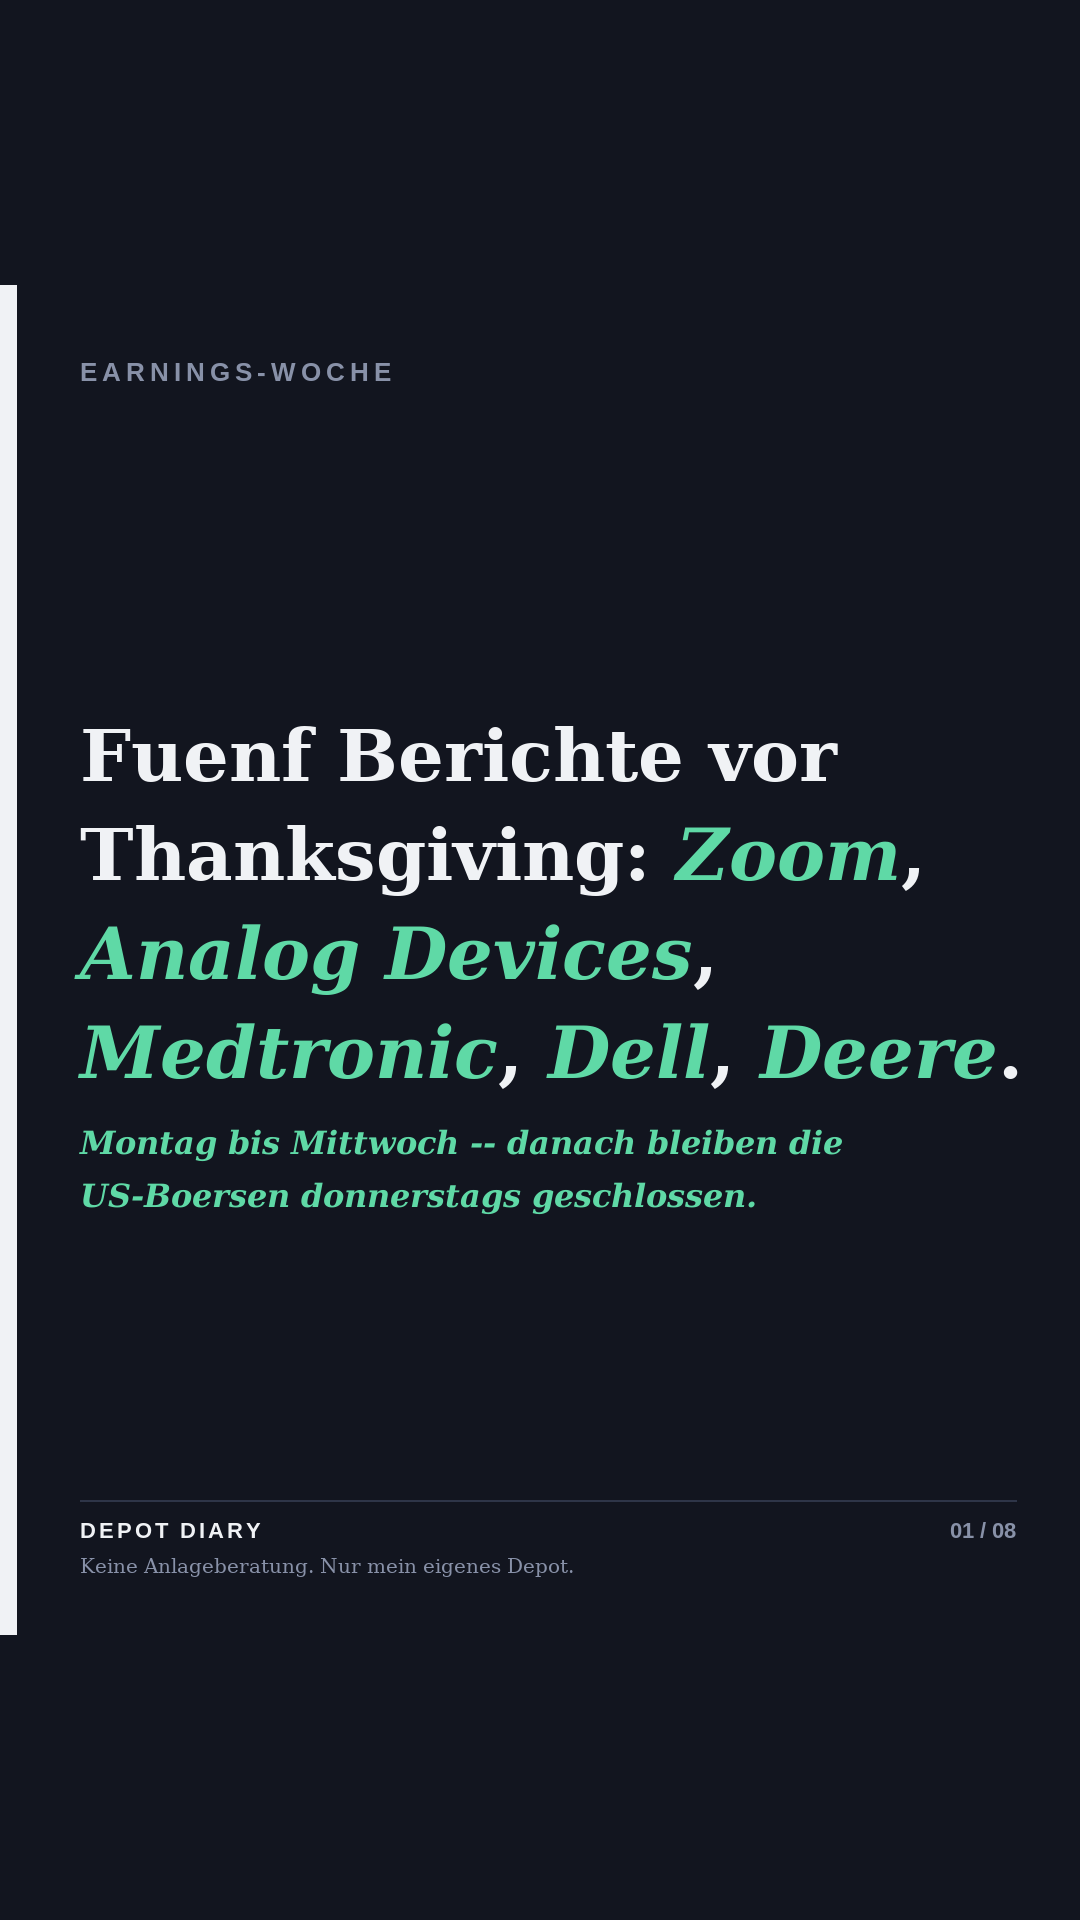 EARNINGS-WOCHE
Fuenf Berichte vor
Thanksgiving: Zoom,
Analog Devices,
Medtronic, Dell, Deere.
Montag bis Mittwoch -- danach bleiben die
US-Boersen donnerstags geschlossen.
DEPOT DIARY
01 / 08
Keine Anlageberatung. Nur mein eigenes Depot.